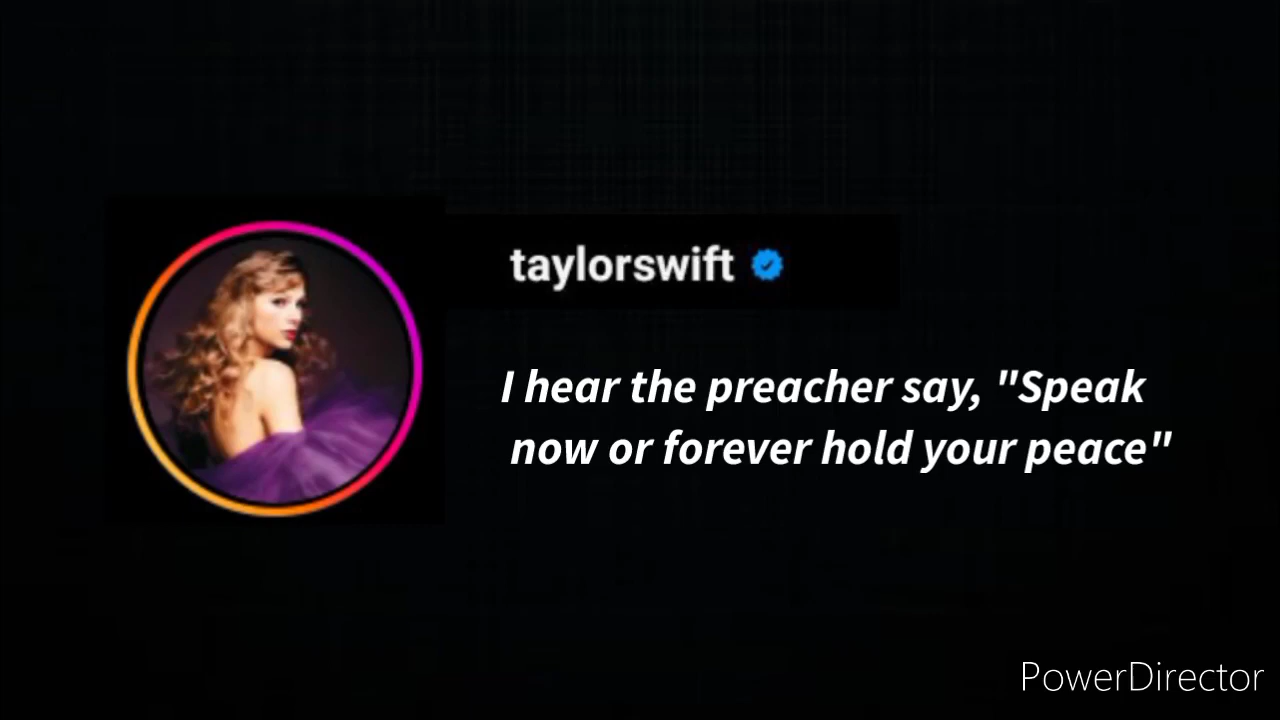 taylorswift
I hear the preacher say, "Speak
now or forever hold your peace"
PowerDirector